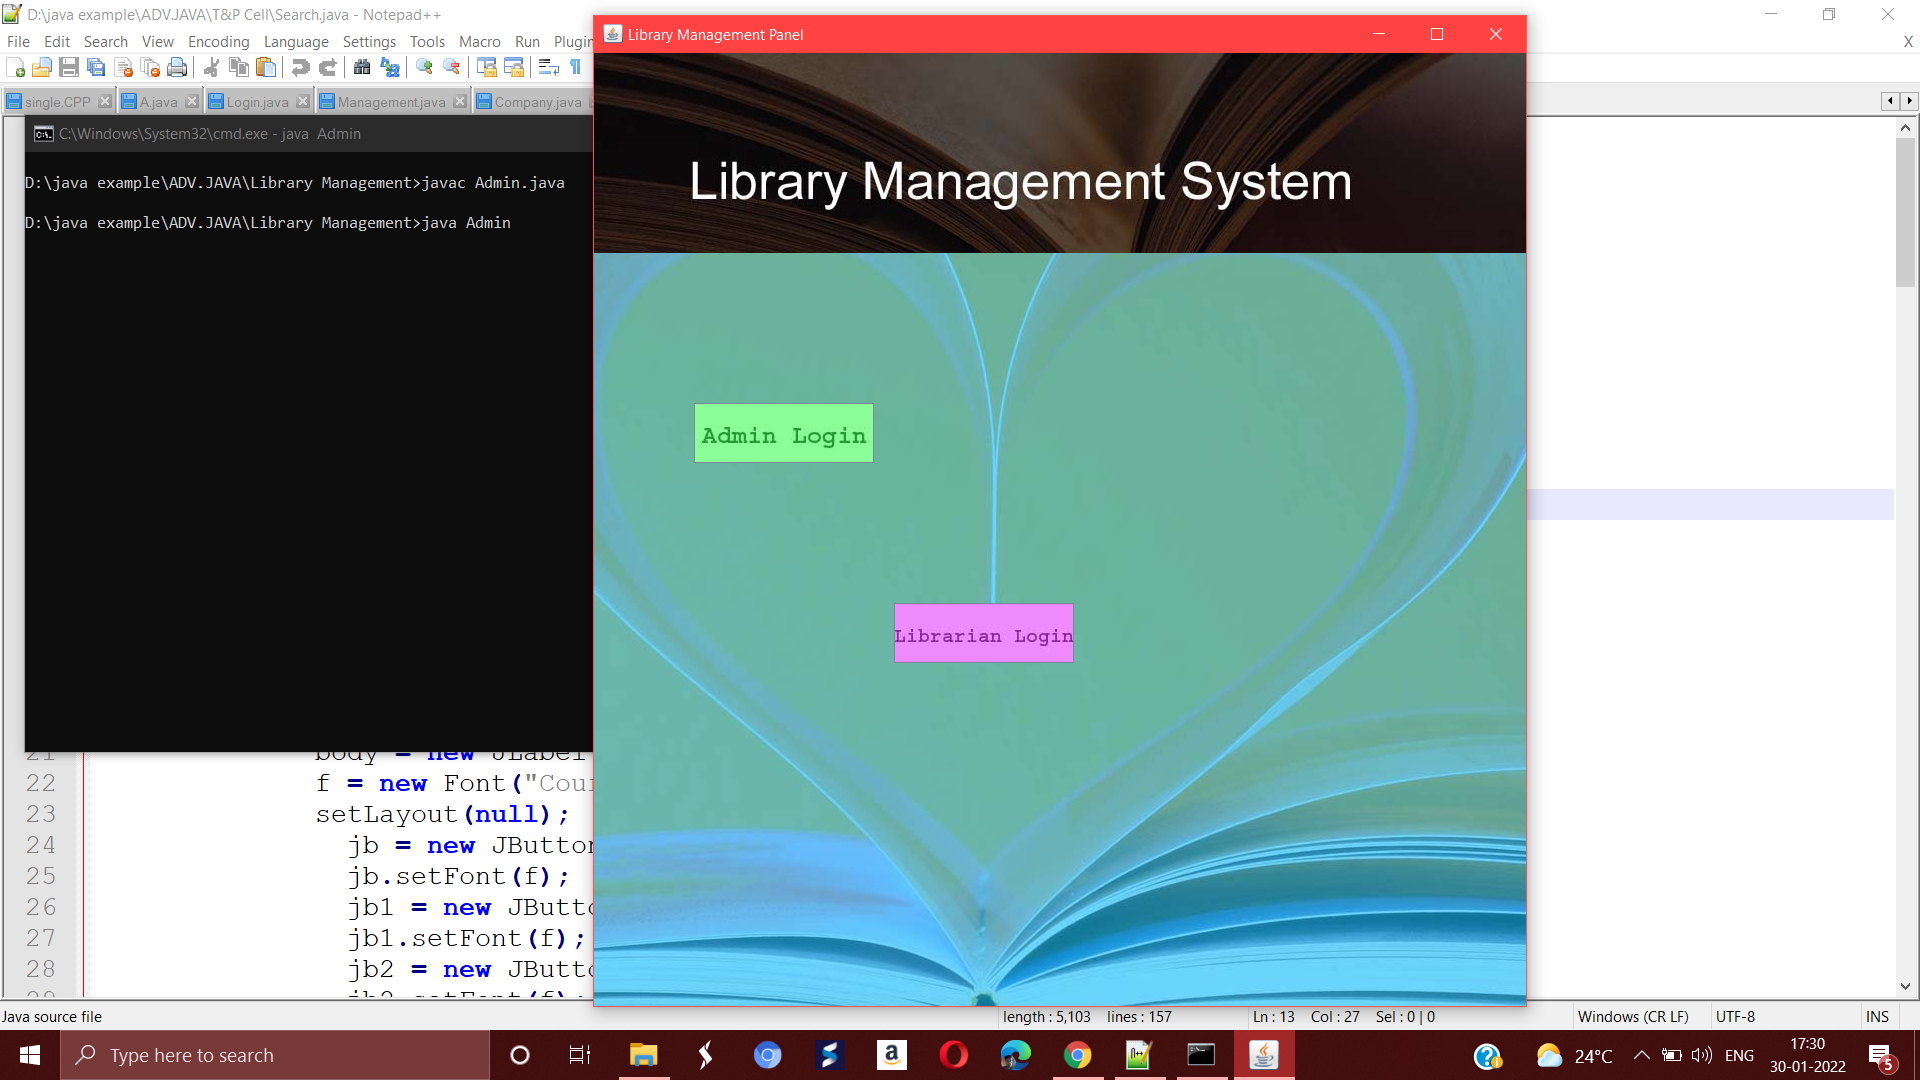 D:\java example\ADV.JAVA\T&P Cell\Search.java - Notepad++
File Edit Search View Encoding Language Settings Tools Macro Run Plugin
X
single.CPP A.java Login.java Management.java Company.java
C:\Windows\System32\cmd.exe - java  Admin
D:\java example\ADV.JAVA\Library Management>javac Admin.java
D:\java example\ADV.JAVA\Library Management>java Admin
Library Management Panel
Library Management System
Admin Login
Librarian Login
21 body = new JLabel
22 f = new Font("Cour
23 setLayout(null);
24 jb = new JButton
25 jb.setFont(f);
26 jb1 = new JButto
27 jb1.setFont(f);
28 jb2 = new JButto
29 jb2.setFont(f);
Java source file length : 5,103 lines : 157 Ln : 13 Col : 27 Sel : 0 | 0 Windows (CR LF) UTF-8 INS
Type here to search
24°C ENG
17:30
30-01-2022
5